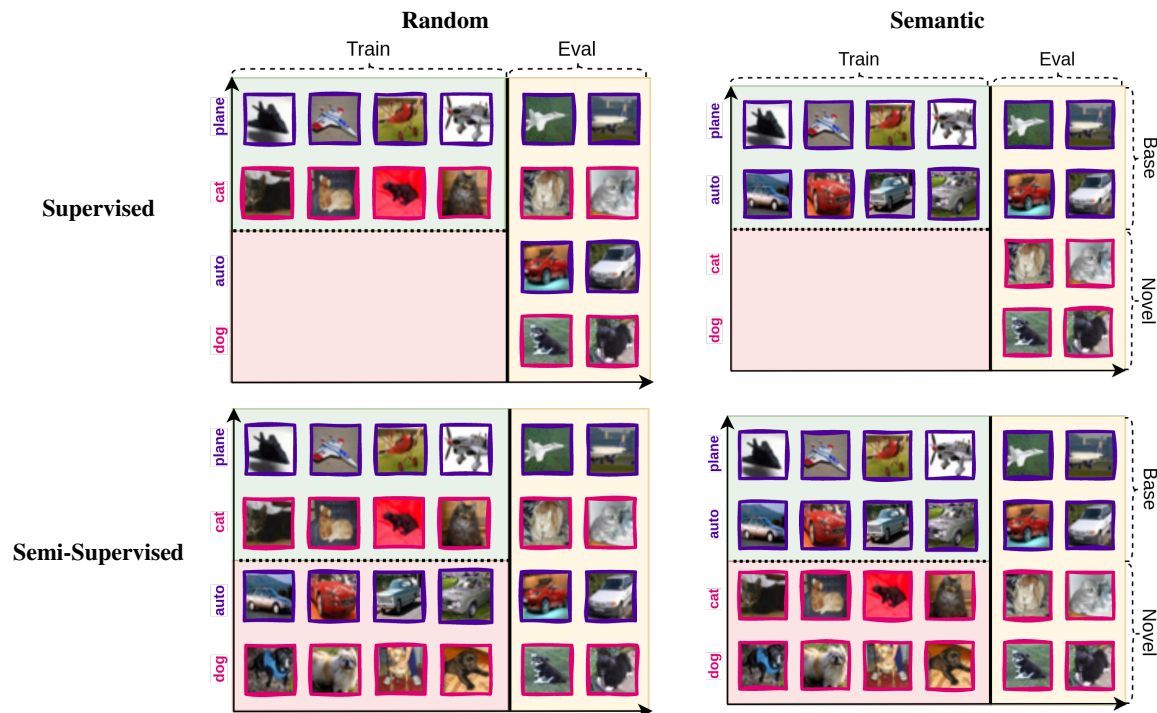 Random
Semantic
Train
Eval
Train
Eval
Supervised
plane
cat
auto
dog
plane
auto
cat
dog
Base
Novel
Semi-Supervised
plane
cat
auto
dog
plane
auto
cat
dog
Base
Novel